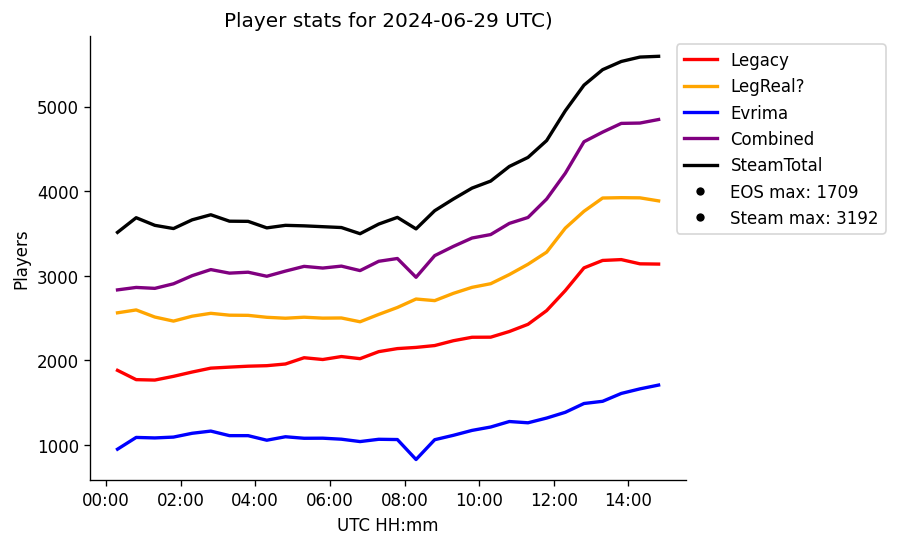 Player stats for 2024-06-29 UTC)
Legacy
LegReal?
Evrima
Combined
SteamTotal
EOS max: 1709
Steam max: 3192
Players
5000
4000
3000
2000
1000
00:00 02:00 04:00 06:00 08:00 10:00 12:00 14:00
UTC HH:mm